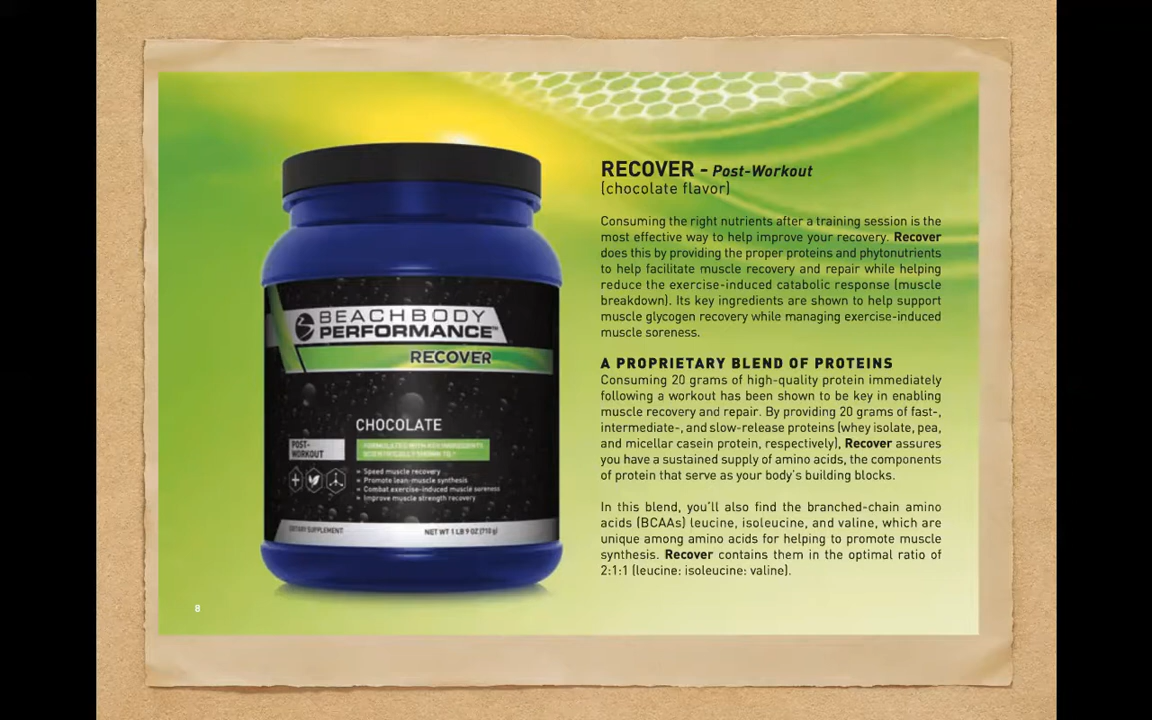 RECOVER - Post-Workout
(chocolate flavor)
Consuming the right nutrients after a training session is the
most effective way to help improve your recovery. Recover
does this by providing the proper proteins and phytonutrients
to help facilitate muscle recovery and repair while helping
reduce the exercise-induced catabolic response (muscle
breakdown). Its key ingredients are shown to help support
muscle glycogen recovery while managing exercise-induced
muscle soreness.
A PROPRIETARY BLEND OF PROTEINS
Consuming 20 grams of high-quality protein immediately
following a workout has been shown to be key in enabling
muscle recovery and repair. By providing 20 grams of fast-,
intermediate-, and slow-release proteins (whey isolate, pea,
and micellar casein protein, respectively), Recover assures
you have a sustained supply of amino acids, the components
of protein that serve as your body's building blocks.
In this blend, you'll also find the branched-chain amino
acids (BCAAs) leucine, isoleucine, and valine, which are
unique among amino acids for helping to promote muscle
synthesis. Recover contains them in the optimal ratio of
2:1:1 (leucine: isoleucine: valine).
BEACHBODY
PERFORMANCE™
RECOVER
CHOCOLATE
POST-
WORKOUT
FORMULATED WITH KEY INGREDIENTS
SCIENTIFICALLY SHOWN TO:*
» Speed muscle recovery
» Promote lean-muscle synthesis
» Combat exercise-induced muscle soreness
» Improve muscle strength recovery
DIETARY SUPPLEMENT
NET WT 1 LB 9 OZ (710 g)
8